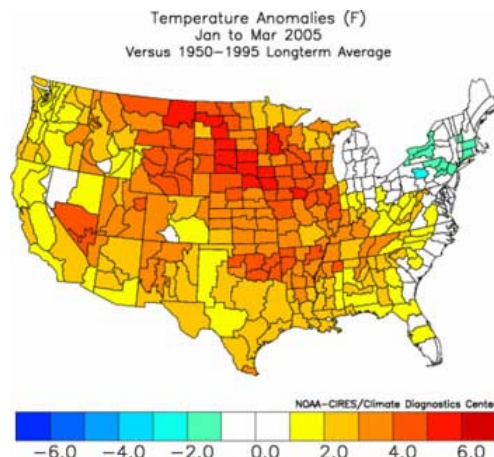 Temperature Anomalies (F)
Jan to Mar 2005
Versus 1950-1995 Longterm Average
NOAA-CIRES/Climate Diagnostics Cente
-6.0 -4.0 -2.0 0.0 2.0 4.0 6.0